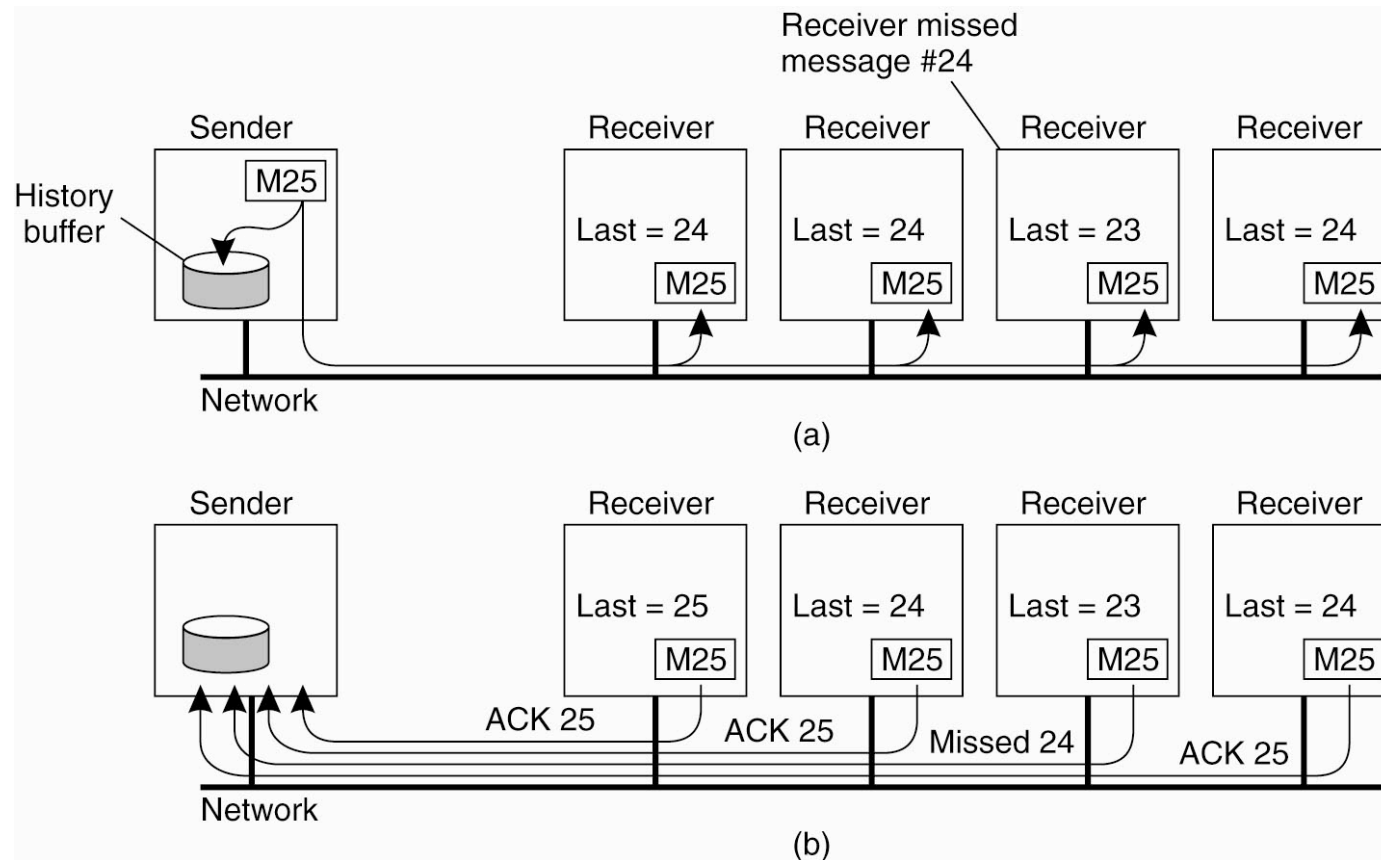 Receiver missed
message #24
Sender
Receiver
Receiver
Receiver
Receiver
M25
History
buffer
Last = 24
Last = 24
Last = 23
Last = 24
M25
M25
M25
M25
Network
(a)
Sender
Receiver
Receiver
Receiver
Receiver
Last = 25
Last = 24
Last = 23
Last = 24
M25
M25
M25
M25
ACK 25
ACK 25
Missed 24
ACK 25
Network
(b)